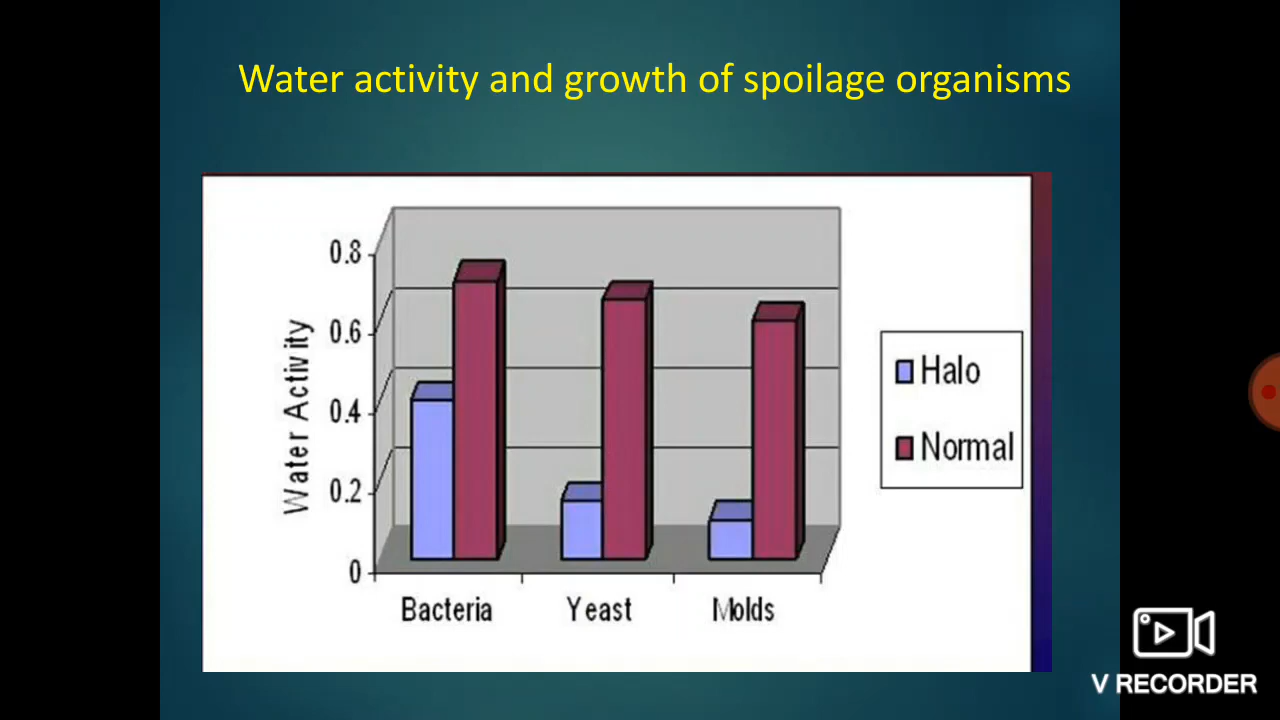 Water activity and growth of spoilage organisms
0.8
0.6
0.4
0.2
0
Water Activity
Bacteria Yeast Molds
Halo
Normal
V RECORDER